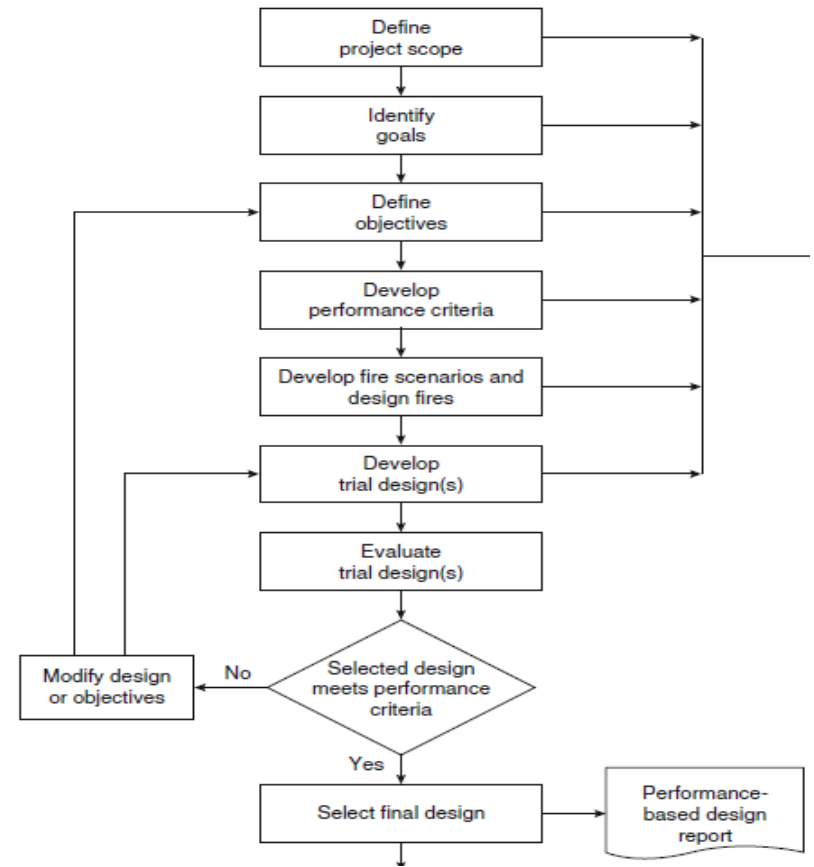 Define
project scope
Identify
goals
Define
objectives
Develop
performance criteria
Develop fire scenarios and
design fires
Develop
trial design(s)
Evaluate
trial design(s)
Selected design
meets performance
criteria
No
Modify design
or objectives
Yes
Select final design
Performance-
based design
report